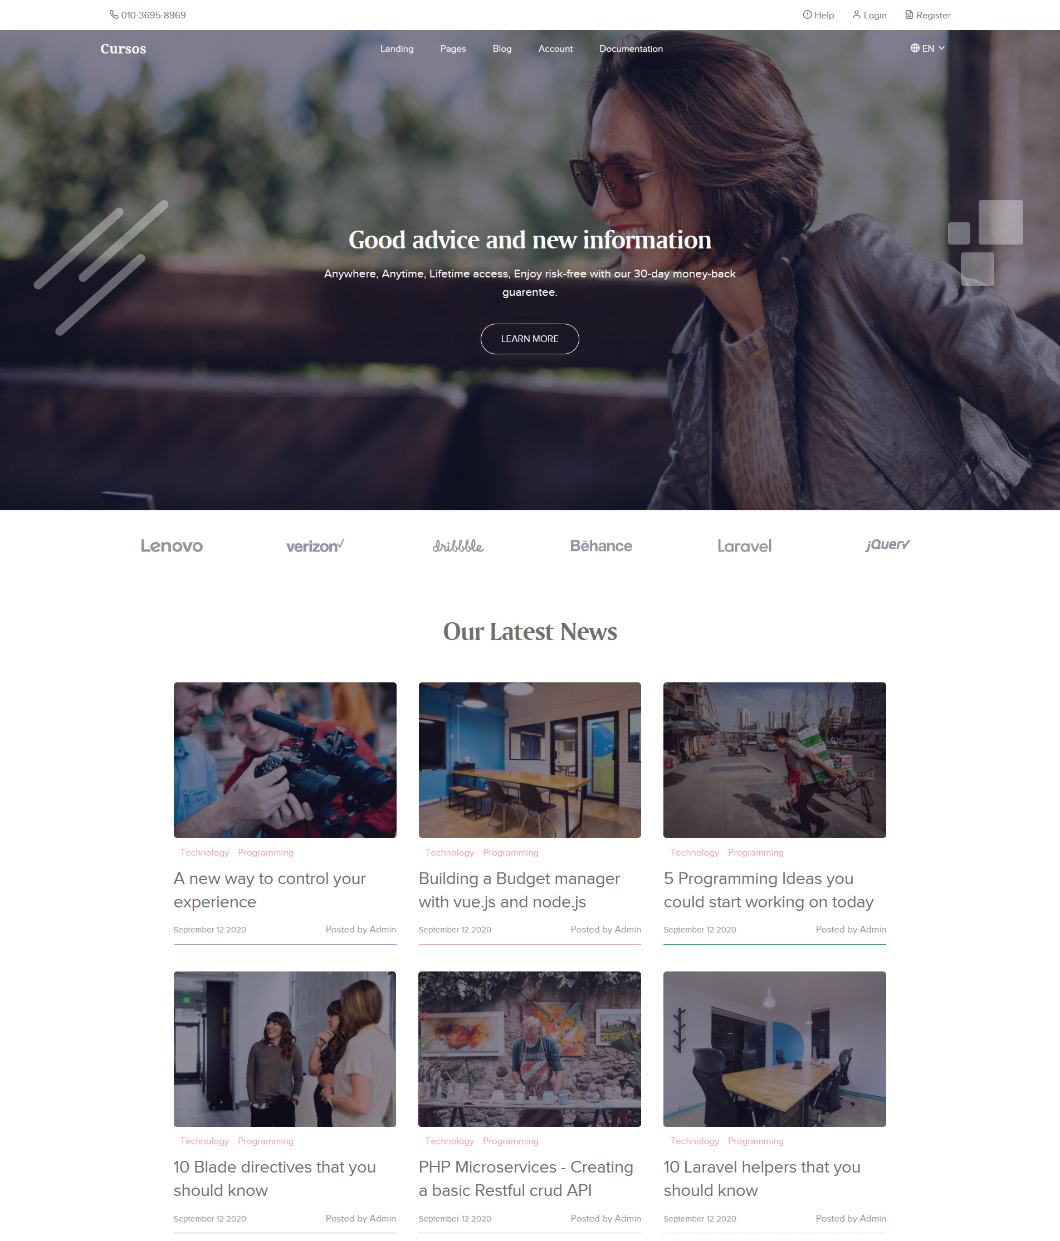 010-3695-8969
Help Login Register
Cursos Landing Pages Blog Account Documentation EN
Good advice and new information
Anywhere, Anytime, Lifetime access, Enjoy risk-free with our 30-day money-back
guarentee.
LEARN MORE
Lenovo verizon dribbble Bēhance Laravel jQuery
Our Latest News
Technology Programming
A new way to control your
experience
September 12 2020 Posted by Admin
Technology Programming
Building a Budget manager
with vue.js and node.js
September 12 2020 Posted by Admin
Technology Programming
5 Programming Ideas you
could start working on today
September 12 2020 Posted by Admin
Technology Programming
10 Blade directives that you
should know
September 12 2020 Posted by Admin
Technology Programming
PHP Microservices - Creating
a basic Restful crud API
September 12 2020 Posted by Admin
Technology Programming
10 Laravel helpers that you
should know
September 12 2020 Posted by Admin